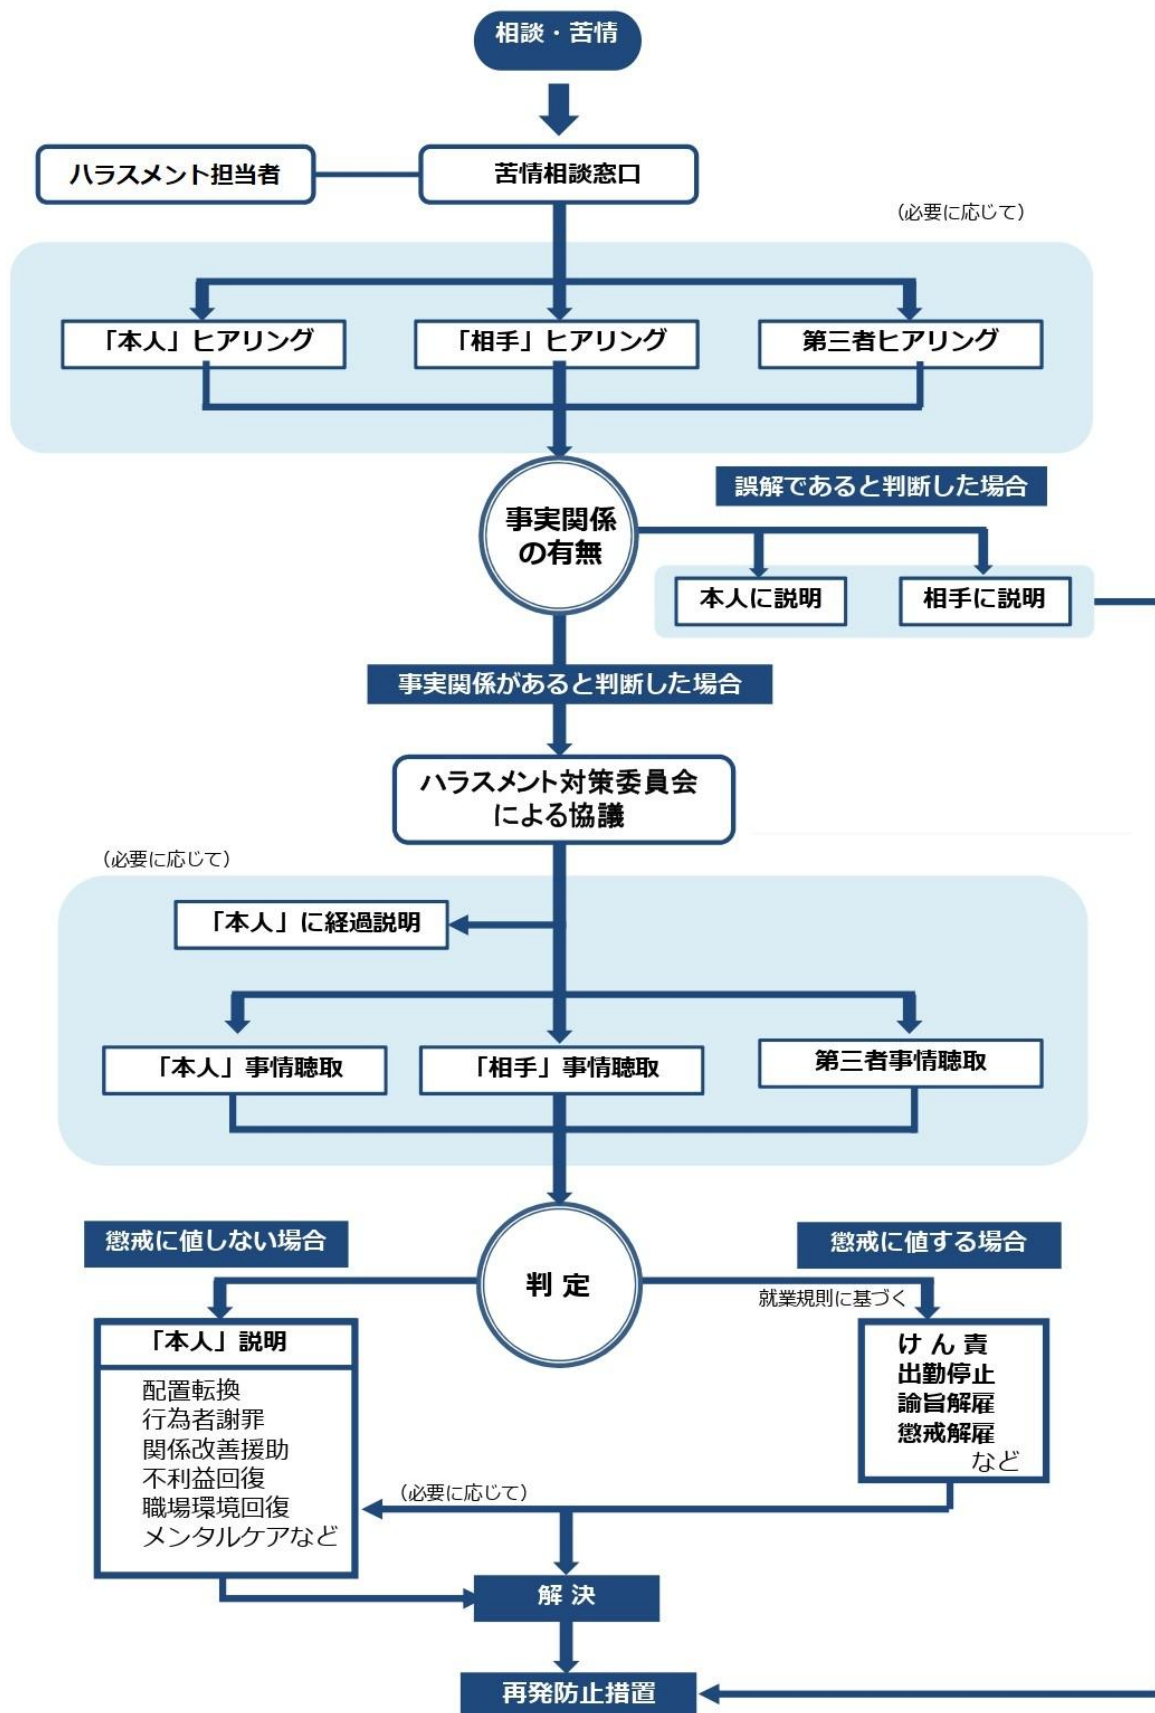 相談・苦情
ハラスメント担当者
苦情相談窓口
（必要に応じて）
「本人」ヒアリング
「相手」ヒアリング
第三者ヒアリング
誤解であると判断した場合
事実関係
の有無
本人に説明
相手に説明
事実関係があると判断した場合
ハラスメント対策委員会
による協議
（必要に応じて）
「本人」に経過説明
「本人」事情聴取
「相手」事情聴取
第三者事情聴取
懲戒に値しない場合
懲戒に値する場合
判 定
就業規則に基づく
「本人」説明
配置転換
行為者謝罪
関係改善援助
不利益回復
職場環境回復
メンタルケアなど
け ん 責
出勤停止
諭旨解雇
懲戒解雇
など
（必要に応じて）
解 決
再発防止措置